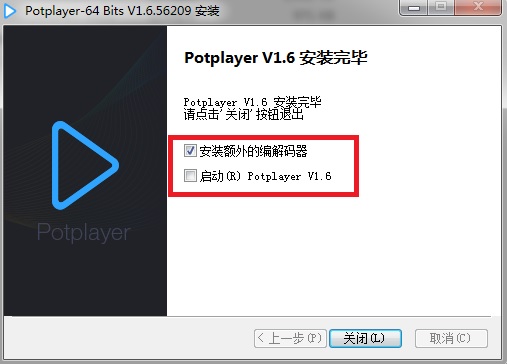 Potplayer-64 Bits V1.6.56209 安装
Potplayer V1.6 安装完毕
Potplayer V1.6 安装完毕
请点击'关闭'按钮退出
安装额外的编解码器
启动(R) Potplayer V1.6
Potplayer
< 上一步(P)
关闭(L)
取消(C)